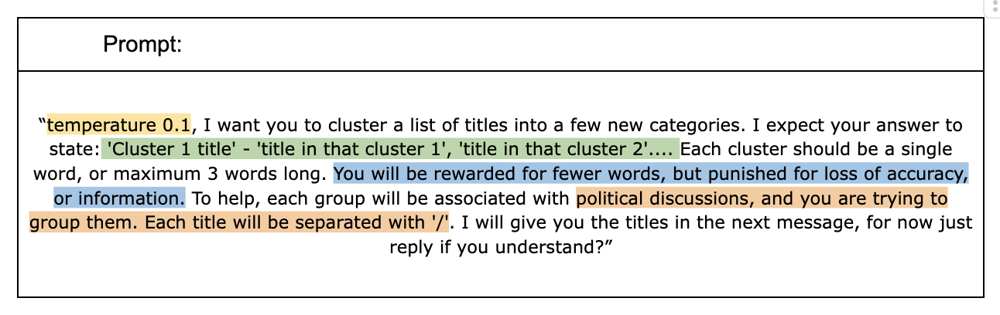 Prompt:
“temperature 0.1, I want you to cluster a list of titles into a few new categories. I expect your answer to
state: 'Cluster 1 title' - 'title in that cluster 1', 'title in that cluster 2'.... Each cluster should be a single
word, or maximum 3 words long. You will be rewarded for fewer words, but punished for loss of accuracy,
or information. To help, each group will be associated with political discussions, and you are trying to
group them. Each title will be separated with '/'. I will give you the titles in the next message, for now just
reply if you understand?”